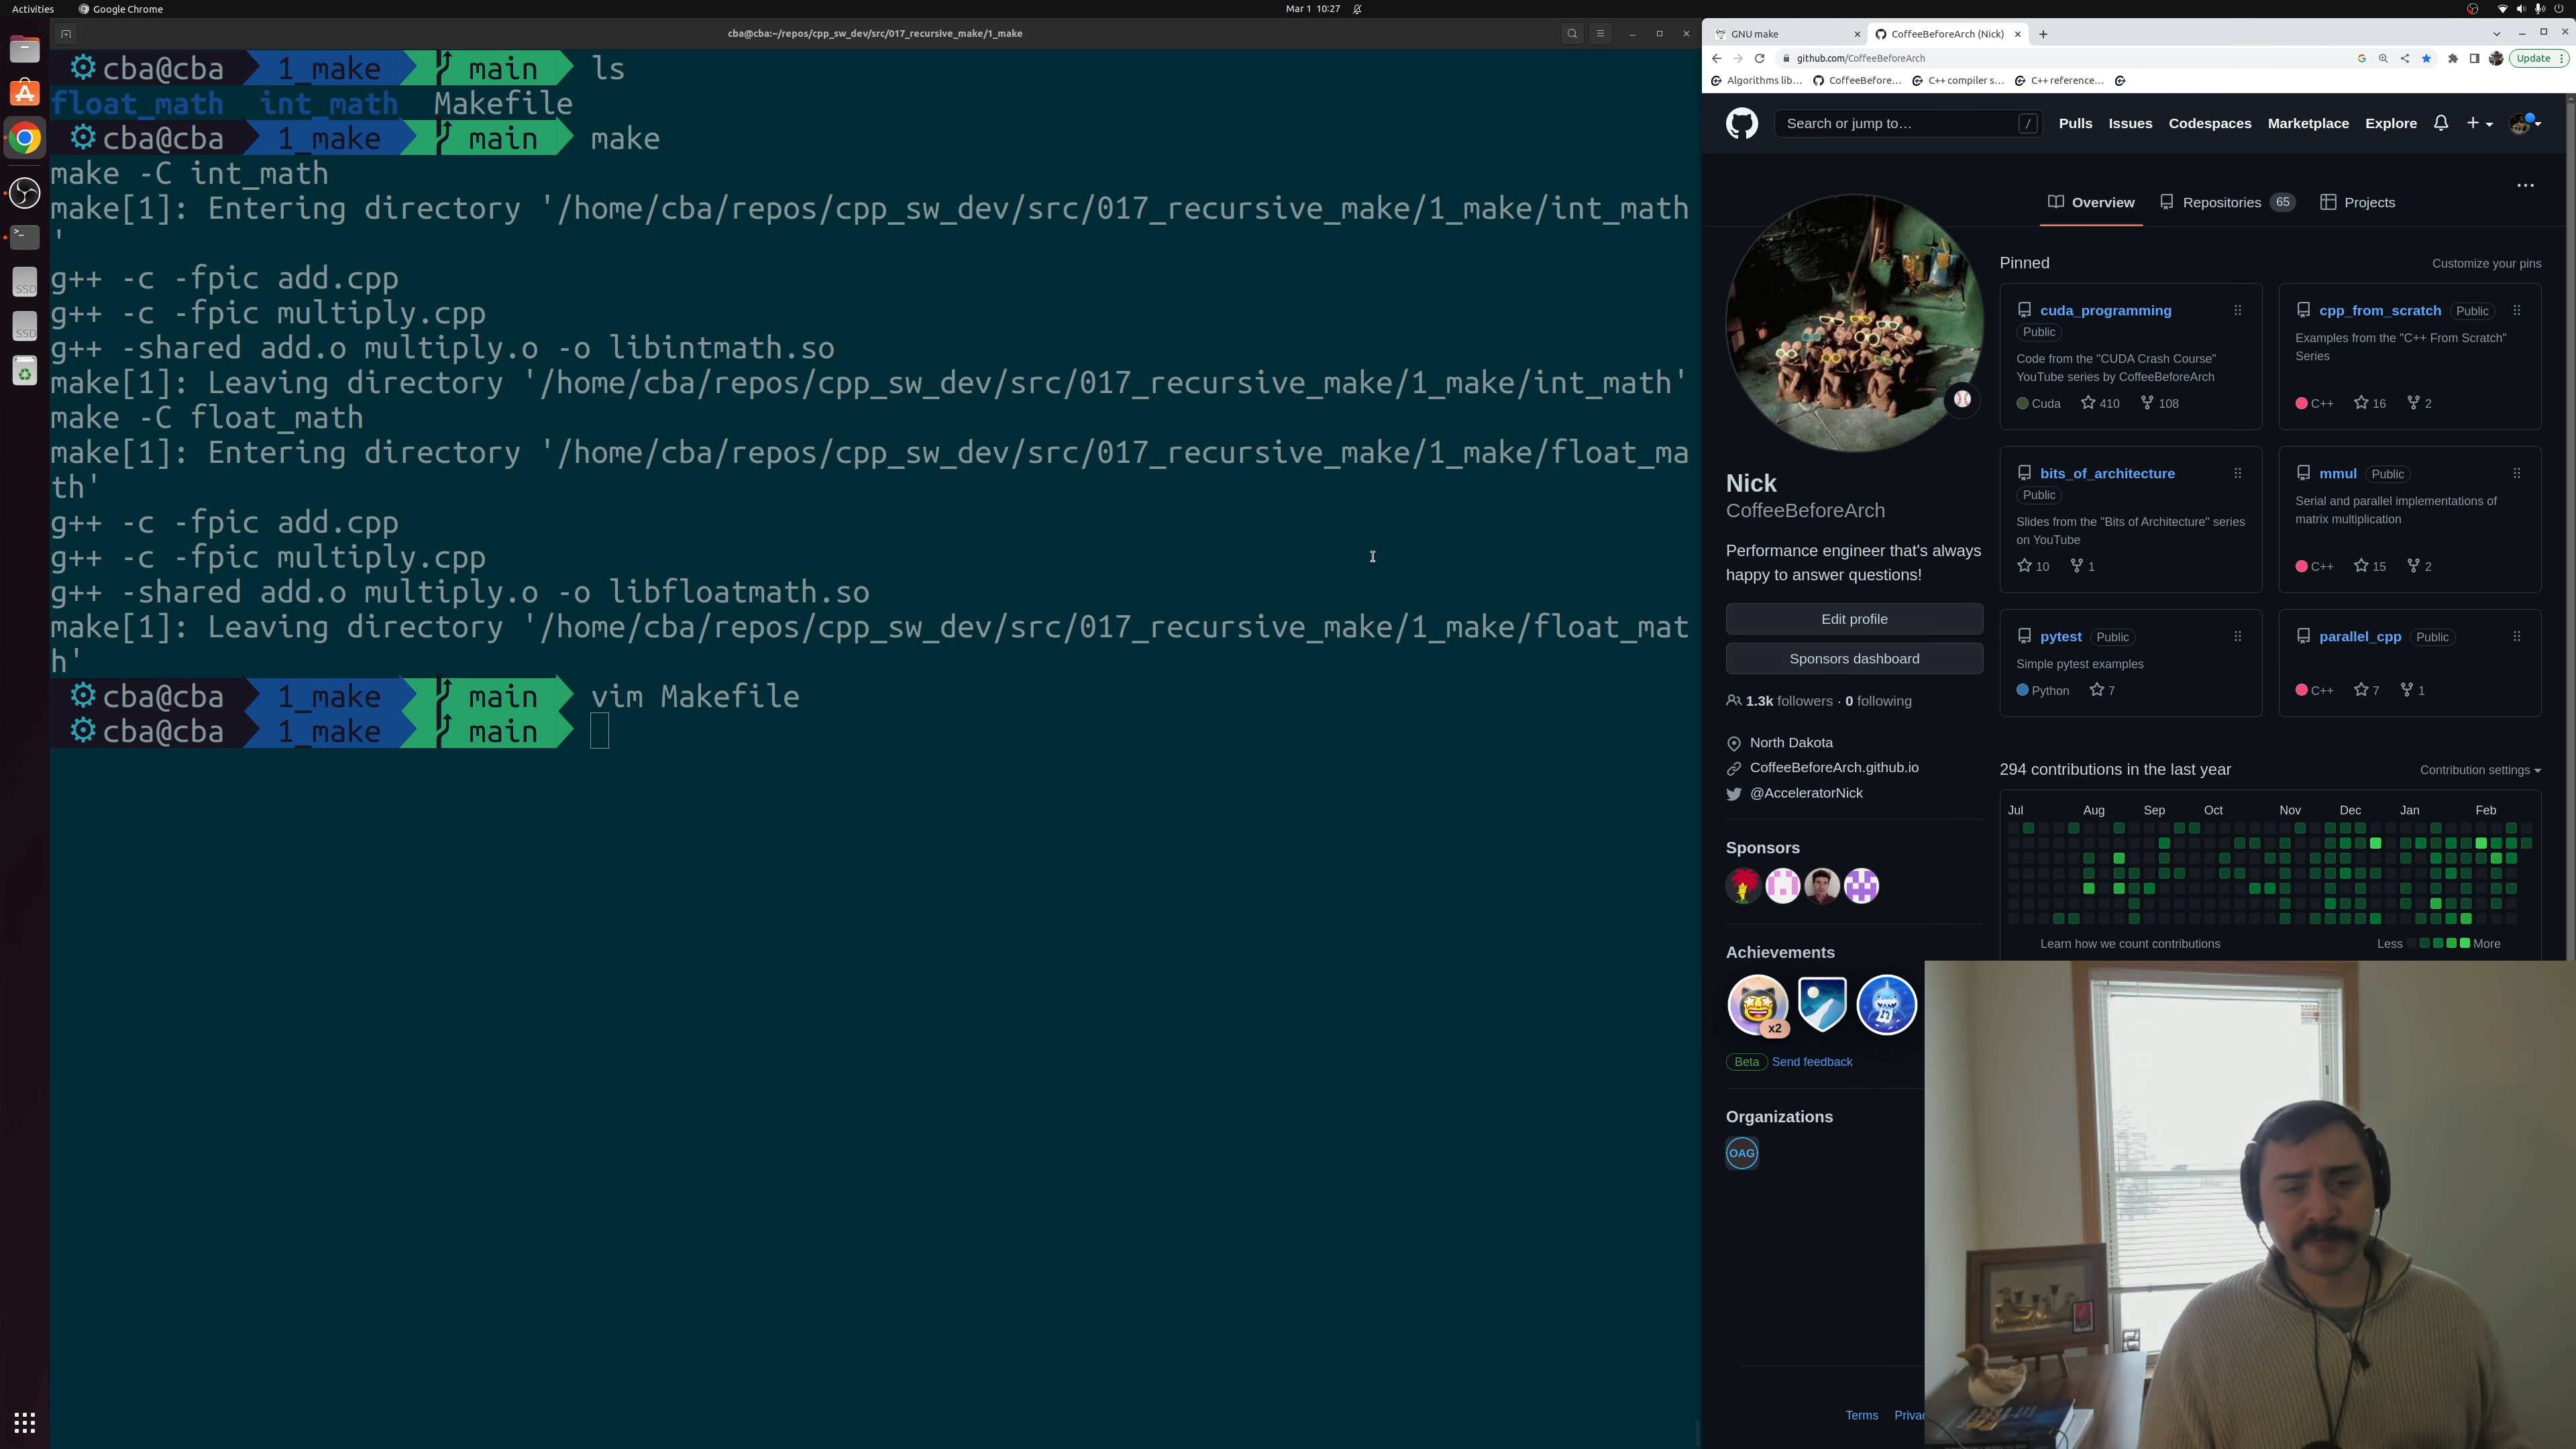 Activities
Google Chrome
Mar 1 10:27
cba@cba:~/repos/cpp_sw_dev/src/017_recursive_make/1_make
cba@cba 1_make main ls
float_math int_math Makefile
cba@cba 1_make main make
make -C int_math
make[1]: Entering directory '/home/cba/repos/cpp_sw_dev/src/017_recursive_make/1_make/int_math
'
g++ -c -fpic add.cpp
g++ -c -fpic multiply.cpp
g++ -shared add.o multiply.o -o libintmath.so
make[1]: Leaving directory '/home/cba/repos/cpp_sw_dev/src/017_recursive_make/1_make/int_math'
make -C float_math
make[1]: Entering directory '/home/cba/repos/cpp_sw_dev/src/017_recursive_make/1_make/float_ma
th'
g++ -c -fpic add.cpp
g++ -c -fpic multiply.cpp
g++ -shared add.o multiply.o -o libfloatmath.so
make[1]: Leaving directory '/home/cba/repos/cpp_sw_dev/src/017_recursive_make/1_make/float_mat
h'
cba@cba 1_make main vim Makefile
cba@cba 1_make main
SSD
SSD
GNU make
CoffeeBeforeArch (Nick)
github.com/CoffeeBeforeArch
Update
Algorithms lib…
CoffeeBefore…
C++ compiler s…
C++ reference…
Search or jump to…
/
Pulls
Issues
Codespaces
Marketplace
Explore
Overview
Repositories 65
Projects
Nick
CoffeeBeforeArch
Performance engineer that's always
happy to answer questions!
Edit profile
Sponsors dashboard
1.3k followers · 0 following
North Dakota
CoffeeBeforeArch.github.io
@AcceleratorNick
Sponsors
Achievements
x2
Beta Send feedback
Organizations
OAG
Pinned
Customize your pins
cuda_programming
Public
Code from the "CUDA Crash Course"
YouTube series by CoffeeBeforeArch
Cuda 410 108
cpp_from_scratch Public
Examples from the "C++ From Scratch"
Series
C++ 16 2
bits_of_architecture
Public
Slides from the "Bits of Architecture" series
on YouTube
10 1
mmul Public
Serial and parallel implementations of
matrix multiplication
C++ 15 2
pytest Public
Simple pytest examples
Python 7
parallel_cpp Public
C++ 7 1
294 contributions in the last year
Contribution settings
Jul Aug Sep Oct Nov Dec Jan Feb
Learn how we count contributions
Less More
Terms Privac